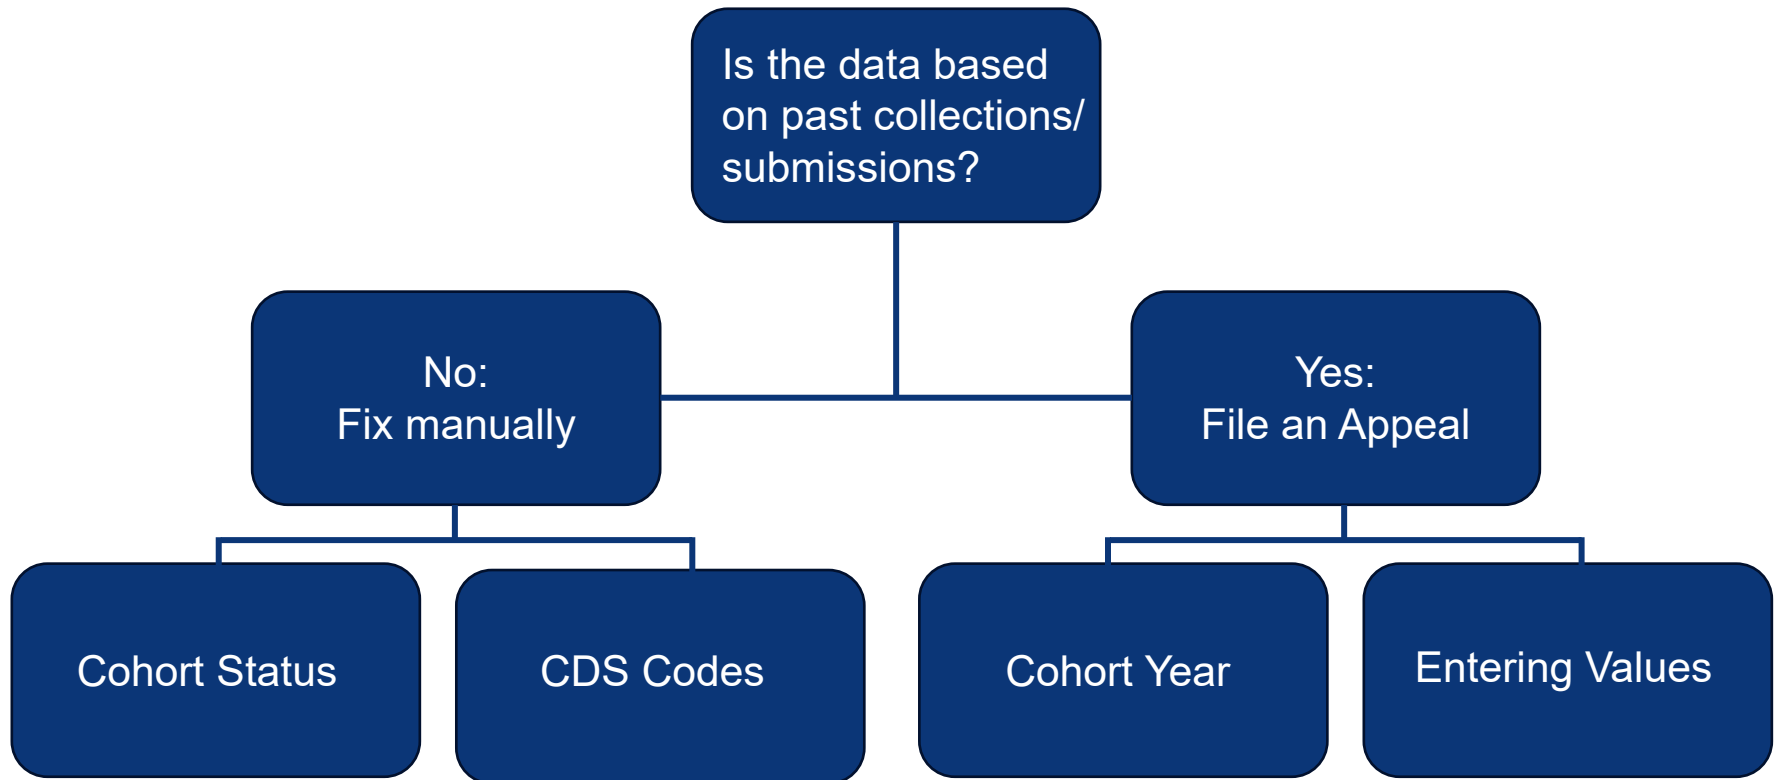 Is the data based
on past collections/
submissions?
No:
Fix manually
Yes:
File an Appeal
Cohort Status
CDS Codes
Cohort Year
Entering Values